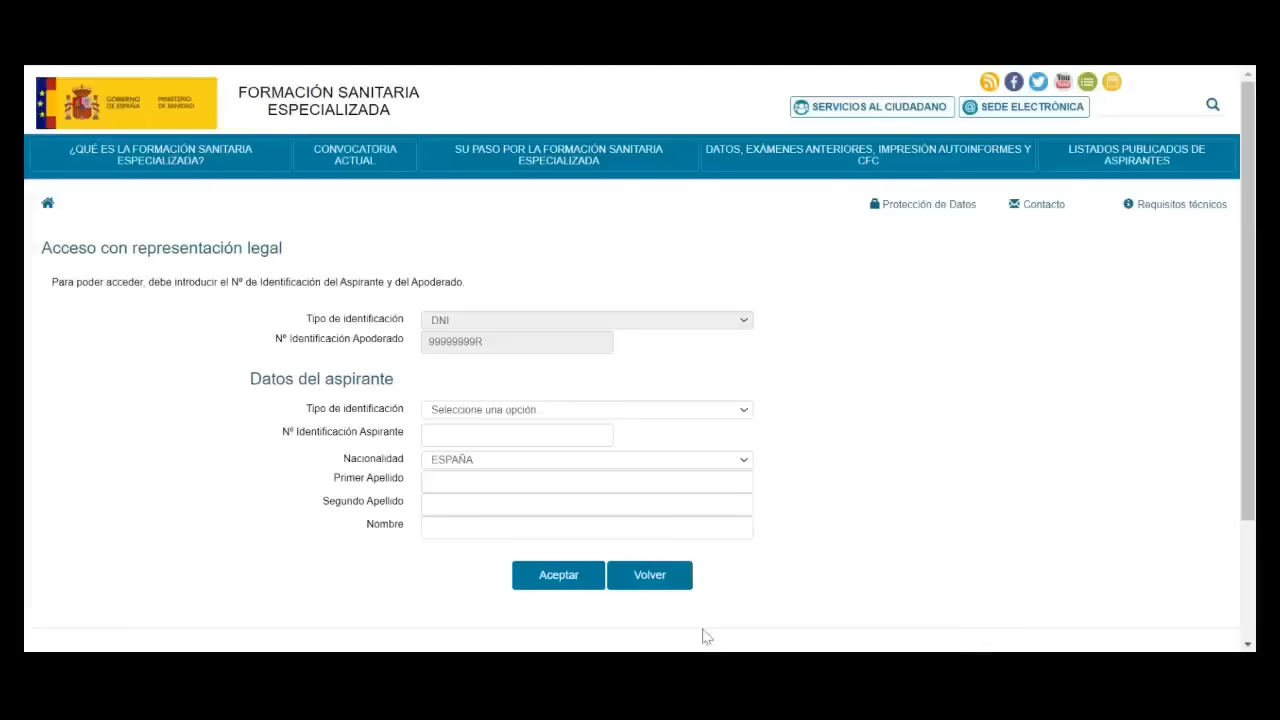 GOBIERNO
DE ESPAÑA
MINISTERIO
DE SANIDAD
FORMACIÓN SANITARIA
ESPECIALIZADA
You
SERVICIOS AL CIUDADANO
SEDE ELECTRÓNICA
¿QUÉ ES LA FORMACIÓN SANITARIA
ESPECIALIZADA?
CONVOCATORIA
ACTUAL
SU PASO POR LA FORMACIÓN SANITARIA
ESPECIALIZADA
DATOS, EXÁMENES ANTERIORES, IMPRESIÓN AUTOINFORMES Y
CFC
LISTADOS PUBLICADOS DE
ASPIRANTES
Protección de Datos
Contacto
Requisitos técnicos
Acceso con representación legal
Para poder acceder, debe introducir el Nº de Identificación del Aspirante y del Apoderado.
Tipo de identificación
DNI
Nº Identificación Apoderado
99999999R
Datos del aspirante
Tipo de identificación
Seleccione una opción...
Nº Identificación Aspirante
Nacionalidad
ESPAÑA
Primer Apellido
Segundo Apellido
Nombre
Aceptar
Volver